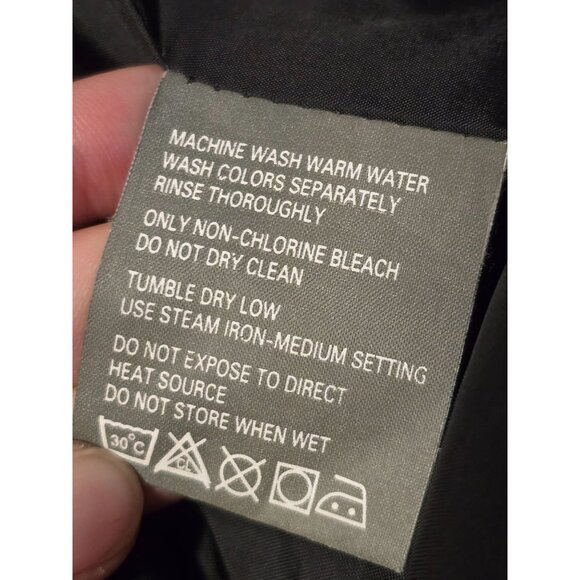 MACHINE WASH WARM WATER
WASH COLORS SEPARATELY
RINSE THOROUGHLY
ONLY NON-CHLORINE BLEACH
DO NOT DRY CLEAN
TUMBLE DRY LOW
USE STEAM IRON-MEDIUM SETTING
DO NOT EXPOSE TO DIRECT
HEAT SOURCE
DO NOT STORE WHEN WET
30°C CL